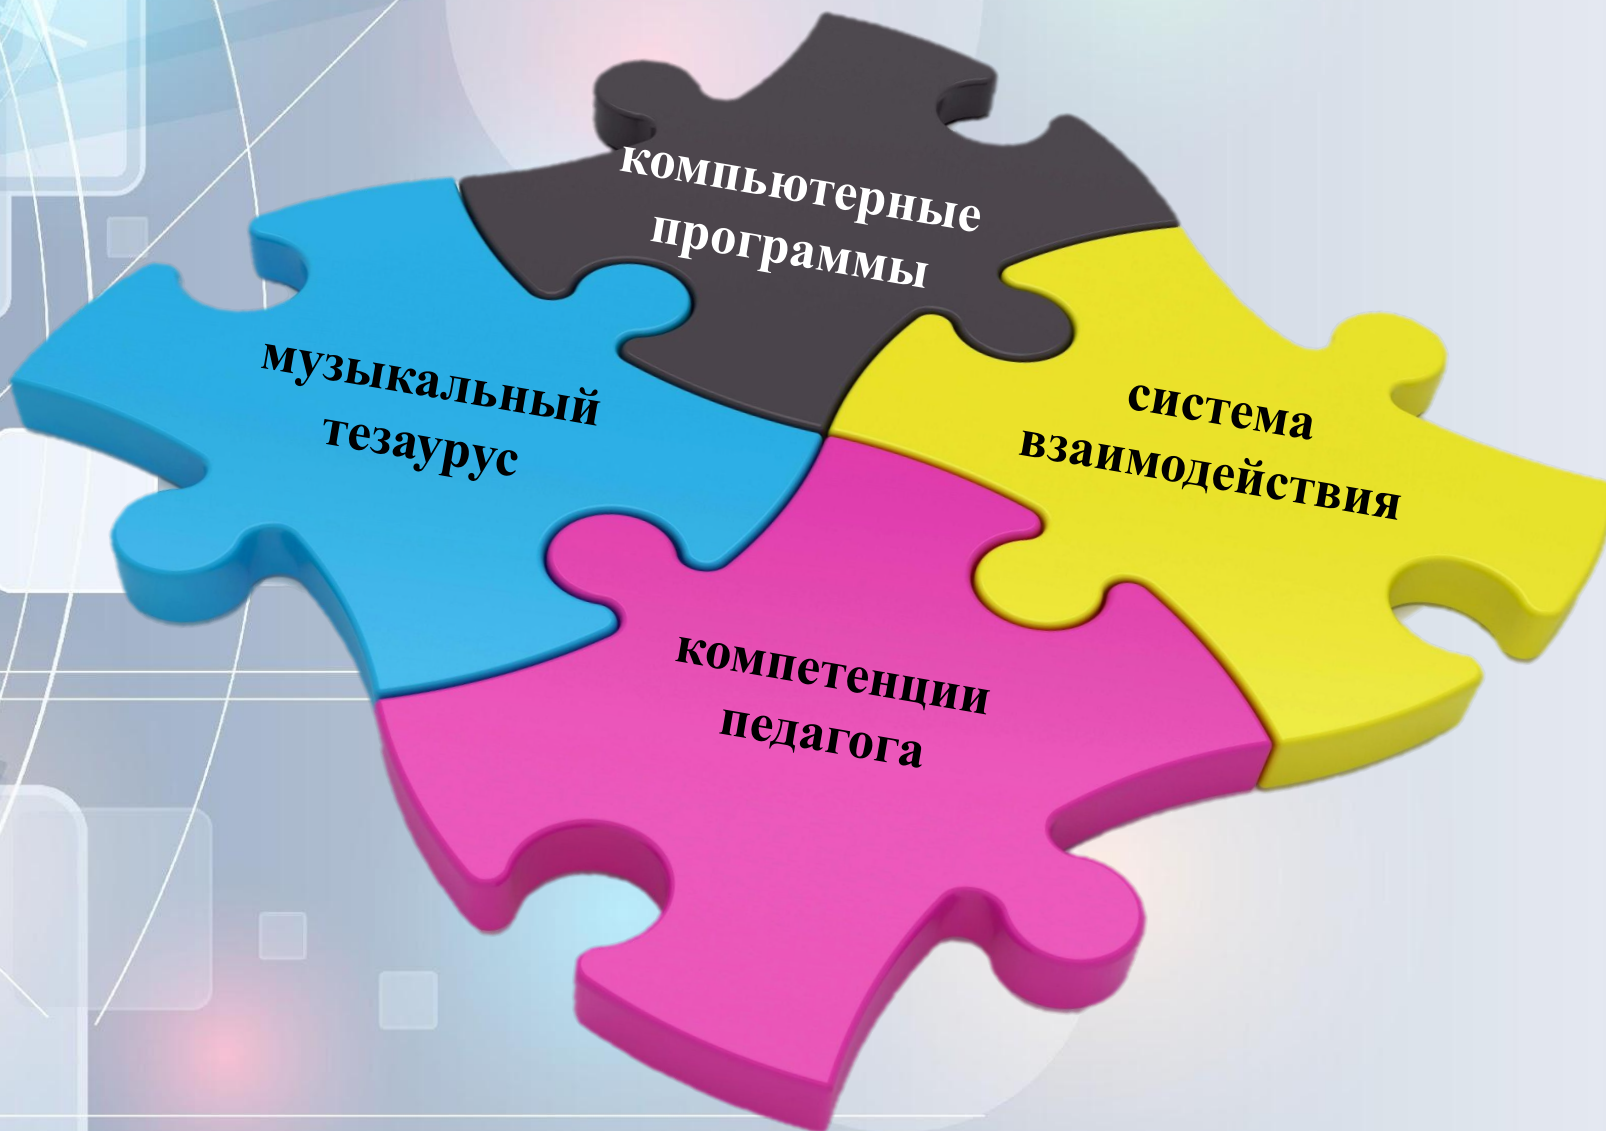 компьютерные
программы
музыкальный
тезаурус
система
взаимодействия
компетенции
педагога